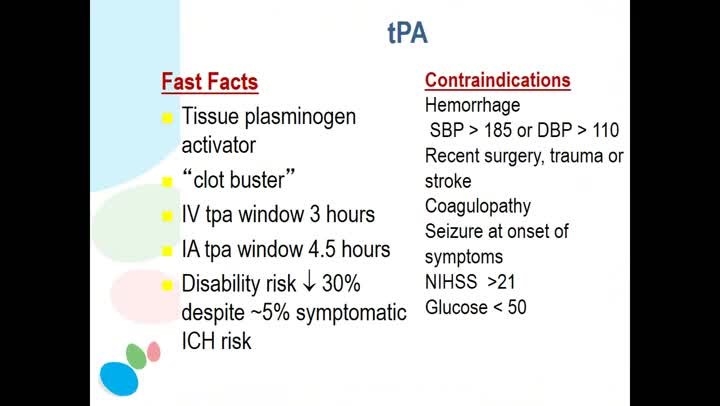 tPA
Fast Facts
Tissue plasminogen
activator
“clot buster”
IV tpa window 3 hours
IA tpa window 4.5 hours
Disability risk ↓ 30%
despite ~5% symptomatic
ICH risk
Contraindications
Hemorrhage
SBP > 185 or DBP > 110
Recent surgery, trauma or
stroke
Coagulopathy
Seizure at onset of
symptoms
NIHSS >21
Glucose < 50